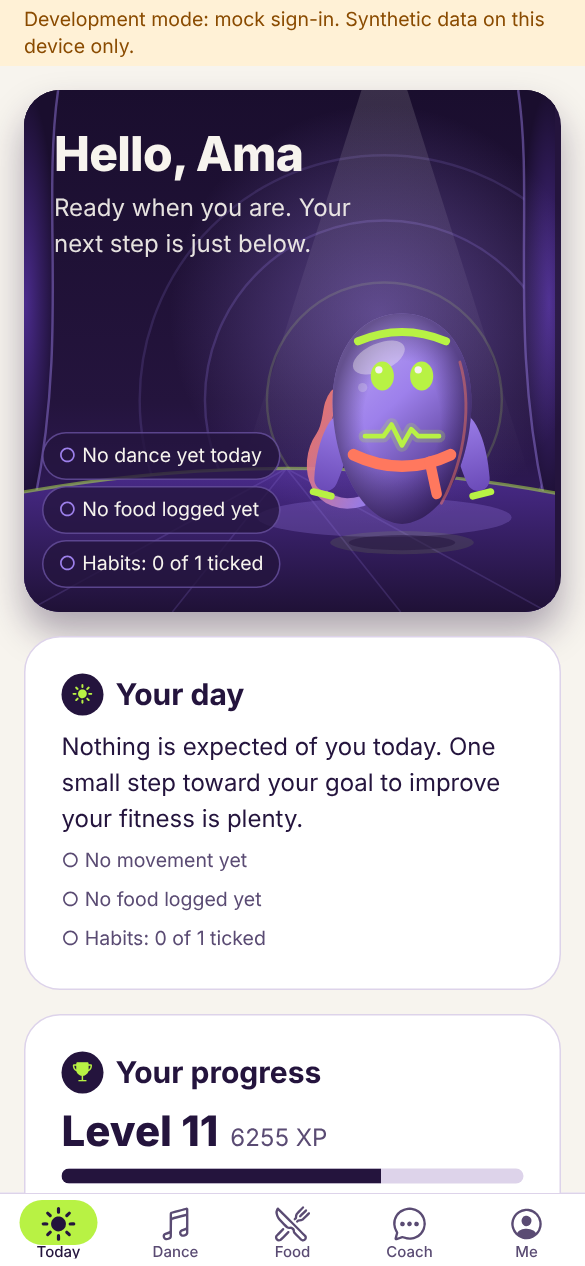 Development mode: mock sign-in. Synthetic data on this
device only.
Hello, Ama
Ready when you are. Your
next step is just below.
No dance yet today
No food logged yet
Habits: 0 of 1 ticked
Your day
Nothing is expected of you today. One
small step toward your goal to improve
your fitness is plenty.
No movement yet
No food logged yet
Habits: 0 of 1 ticked
Your progress
Level 11 6255 XP
Today Dance Food Coach Me